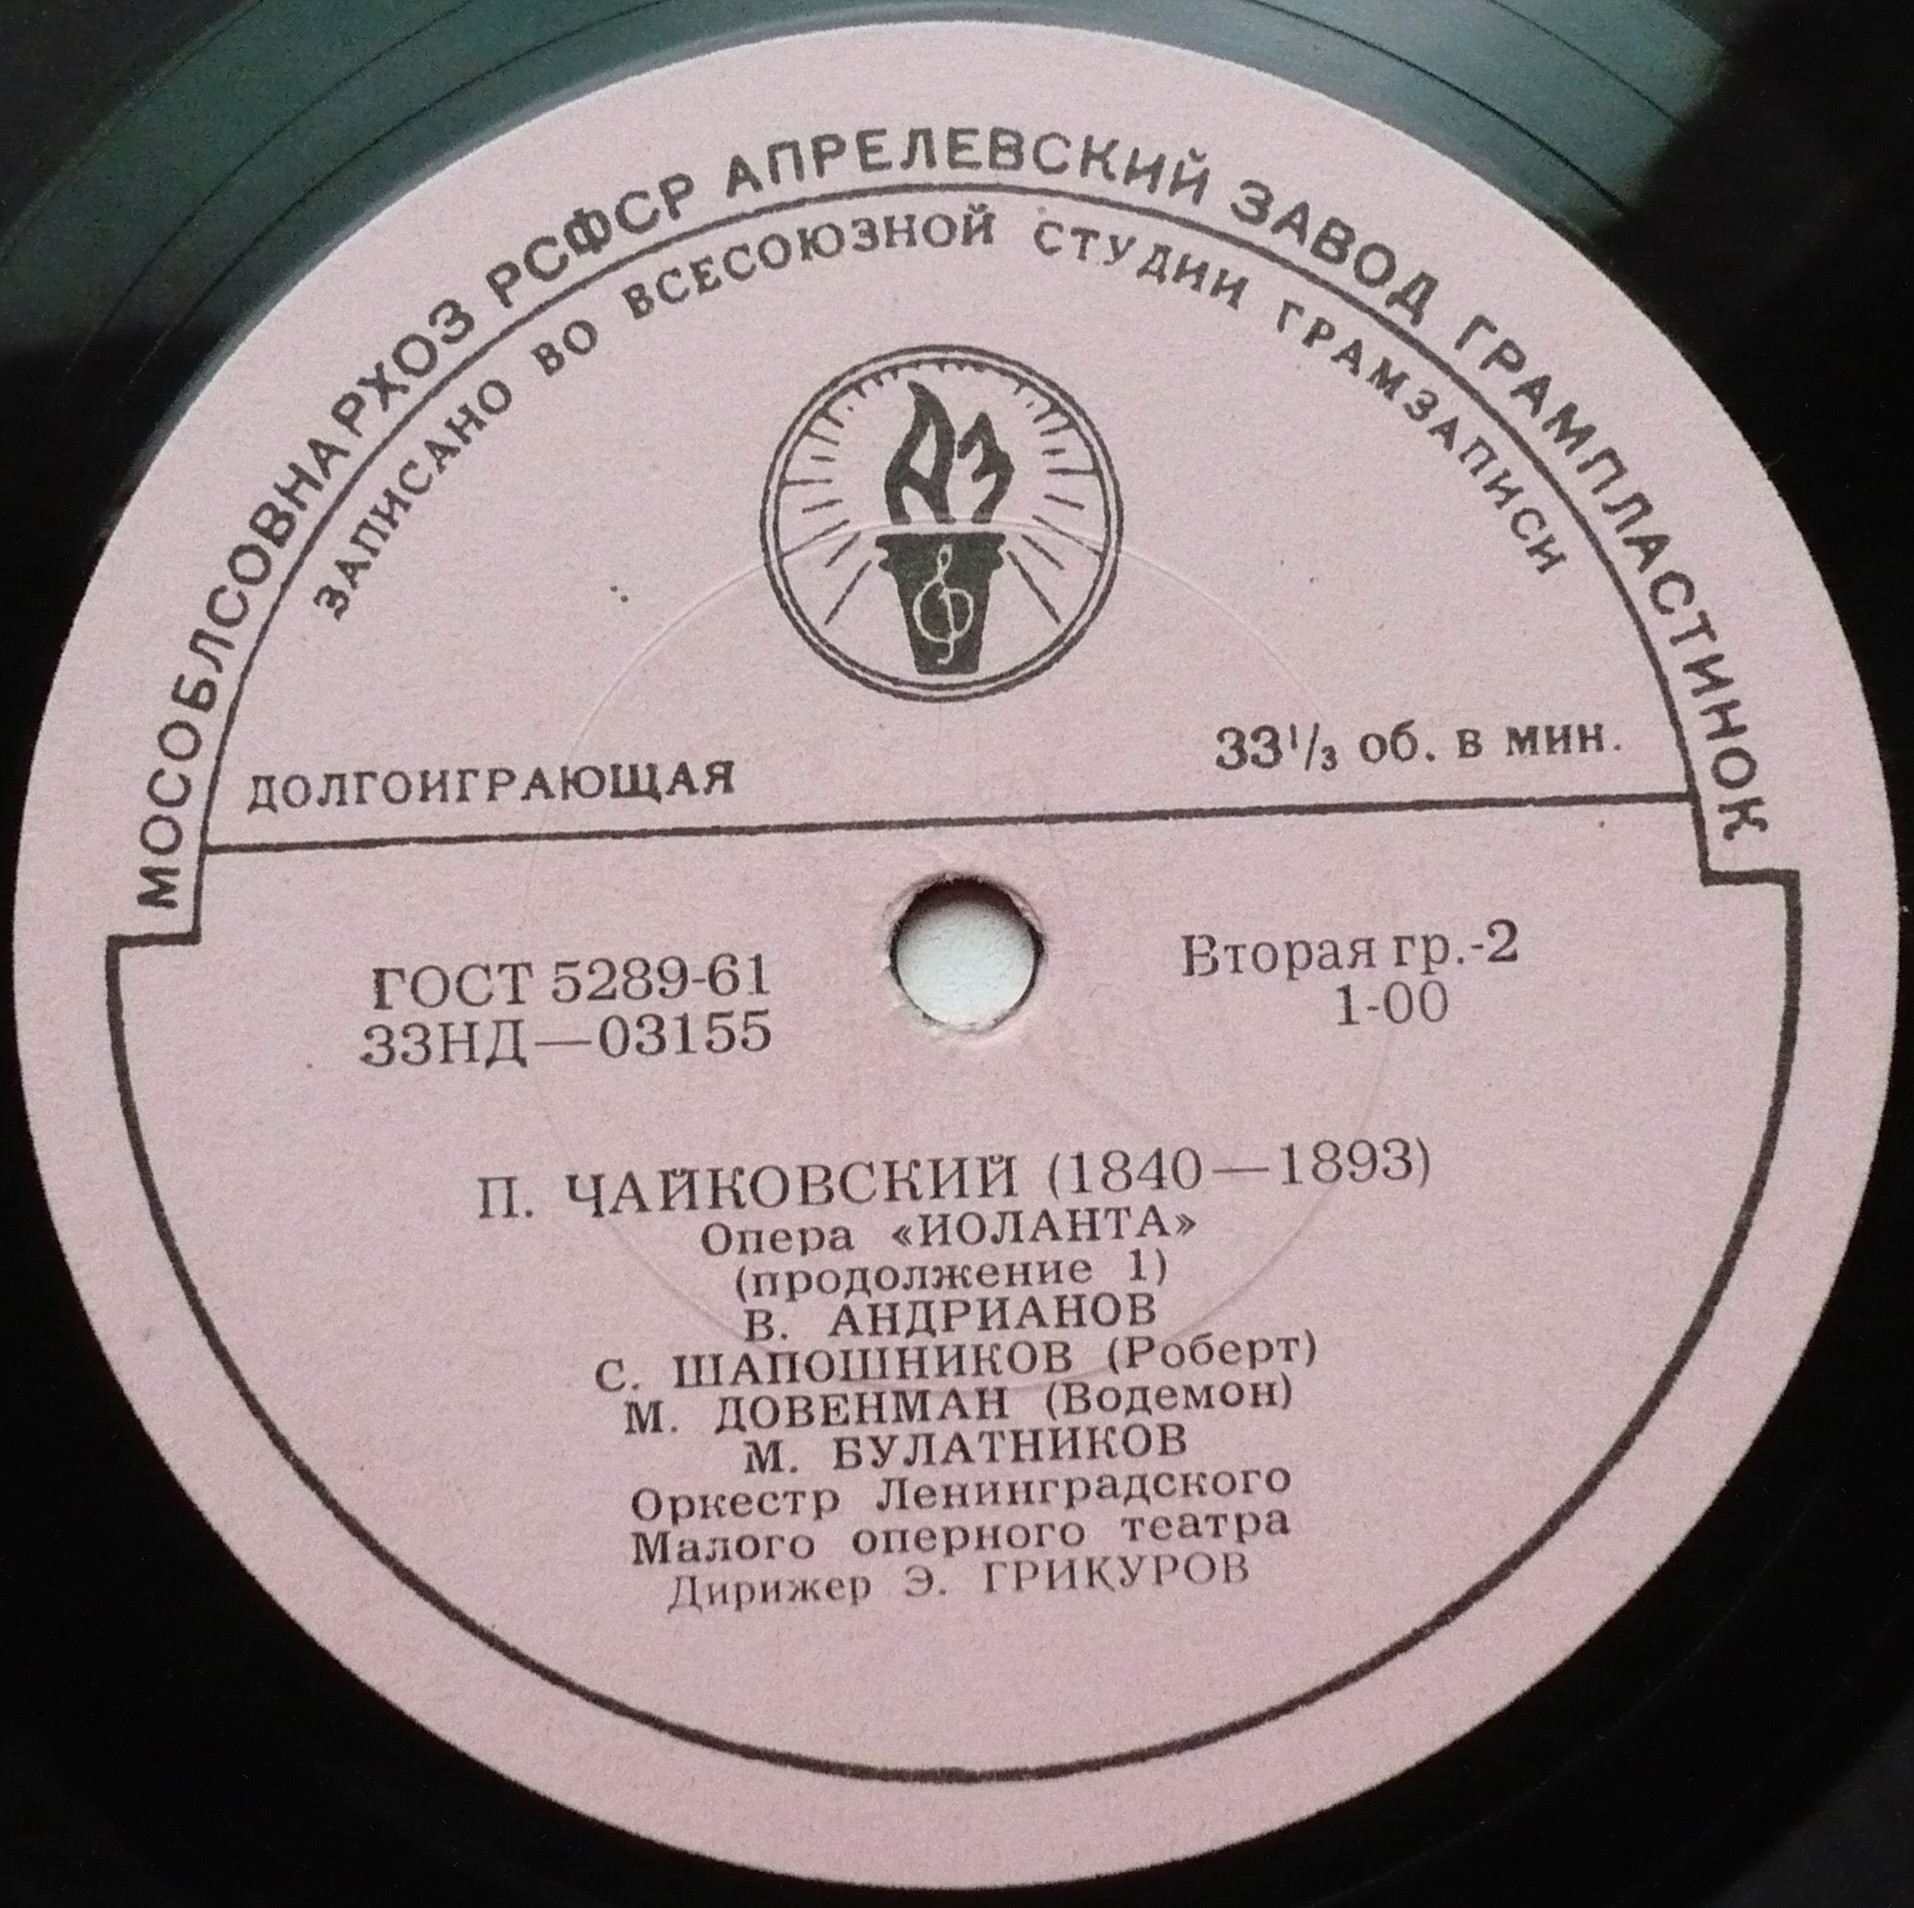 МОСОБЛСОВНАРХОЗ РСФСР АПРЕЛЕВСКИЙ ЗАВОД ГРАМПЛАСТИНОК
ЗАПИСАНО ВО ВСЕСОЮЗНОЙ СТУДИИ ГРАМЗАПИСИ
АЗ
ДОЛГОИГРАЮЩАЯ
33⅓ об. в мин.
ГОСТ 5289-61
33НД—03155
Вторая гр.-2
1-00
П. ЧАЙКОВСКИЙ (1840—1893)
Опера «ИОЛАНТА»
(продолжение 1)
В. АНДРИАНОВ
С. ШАПОШНИКОВ (Роберт)
М. ДОВЕНМАН (Водемон)
М. БУЛАТНИКОВ
Оркестр Ленинградского
Малого оперного театра
Дирижер Э. ГРИКУРОВ